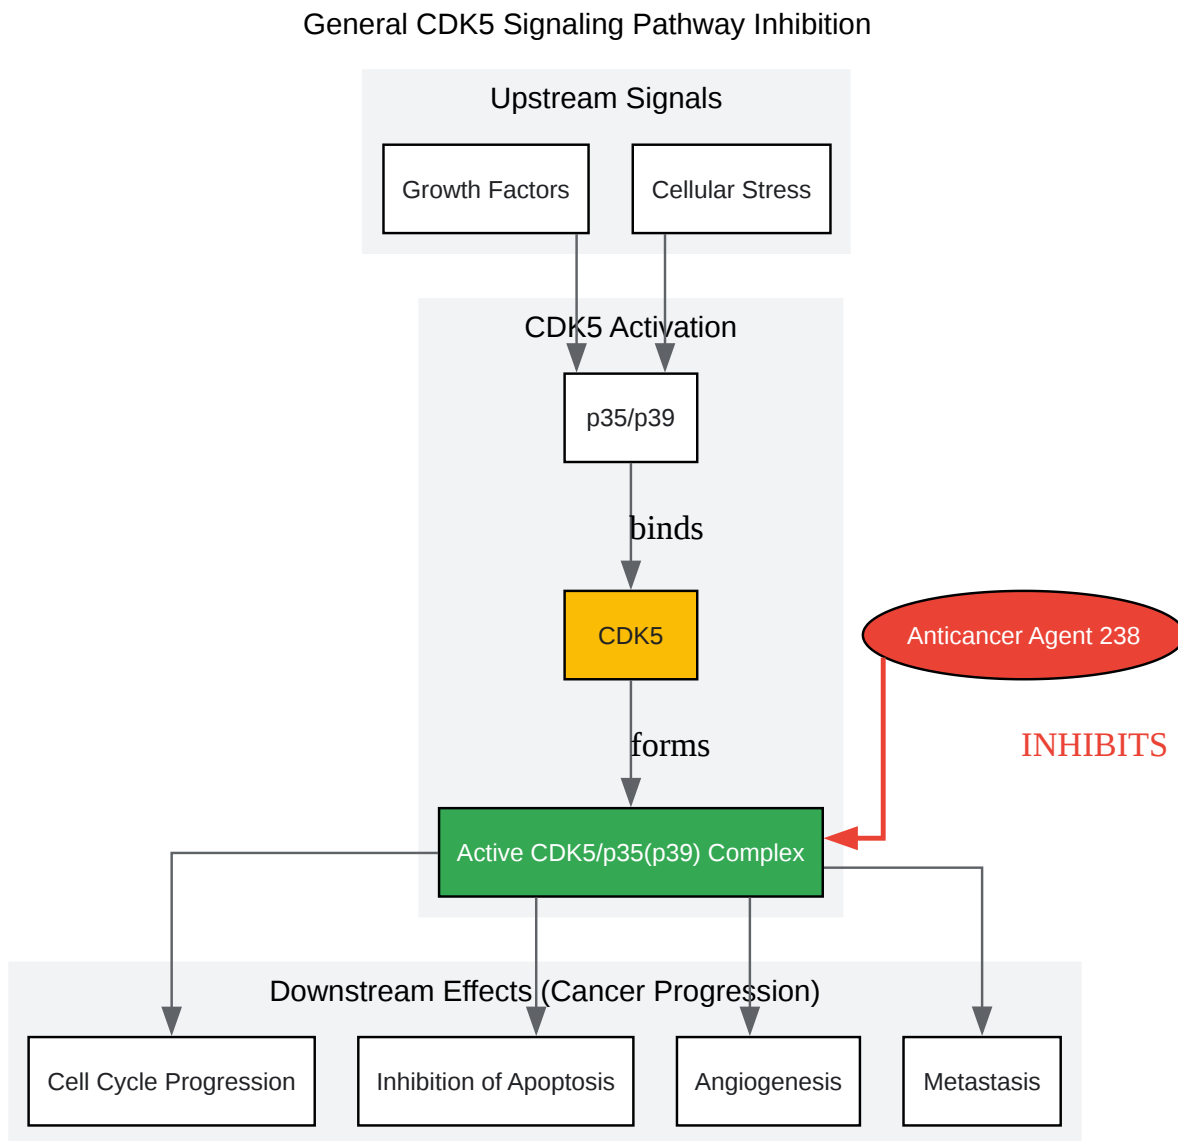 General CDK5 Signaling Pathway Inhibition
Upstream Signals
Growth Factors
Cellular Stress
CDK5 Activation
p35/p39
binds
CDK5
Anticancer Agent 238
forms
INHIBITS
Active CDK5/p35(p39) Complex
Downstream Effects (Cancer Progression)
Cell Cycle Progression
Inhibition of Apoptosis
Angiogenesis
Metastasis